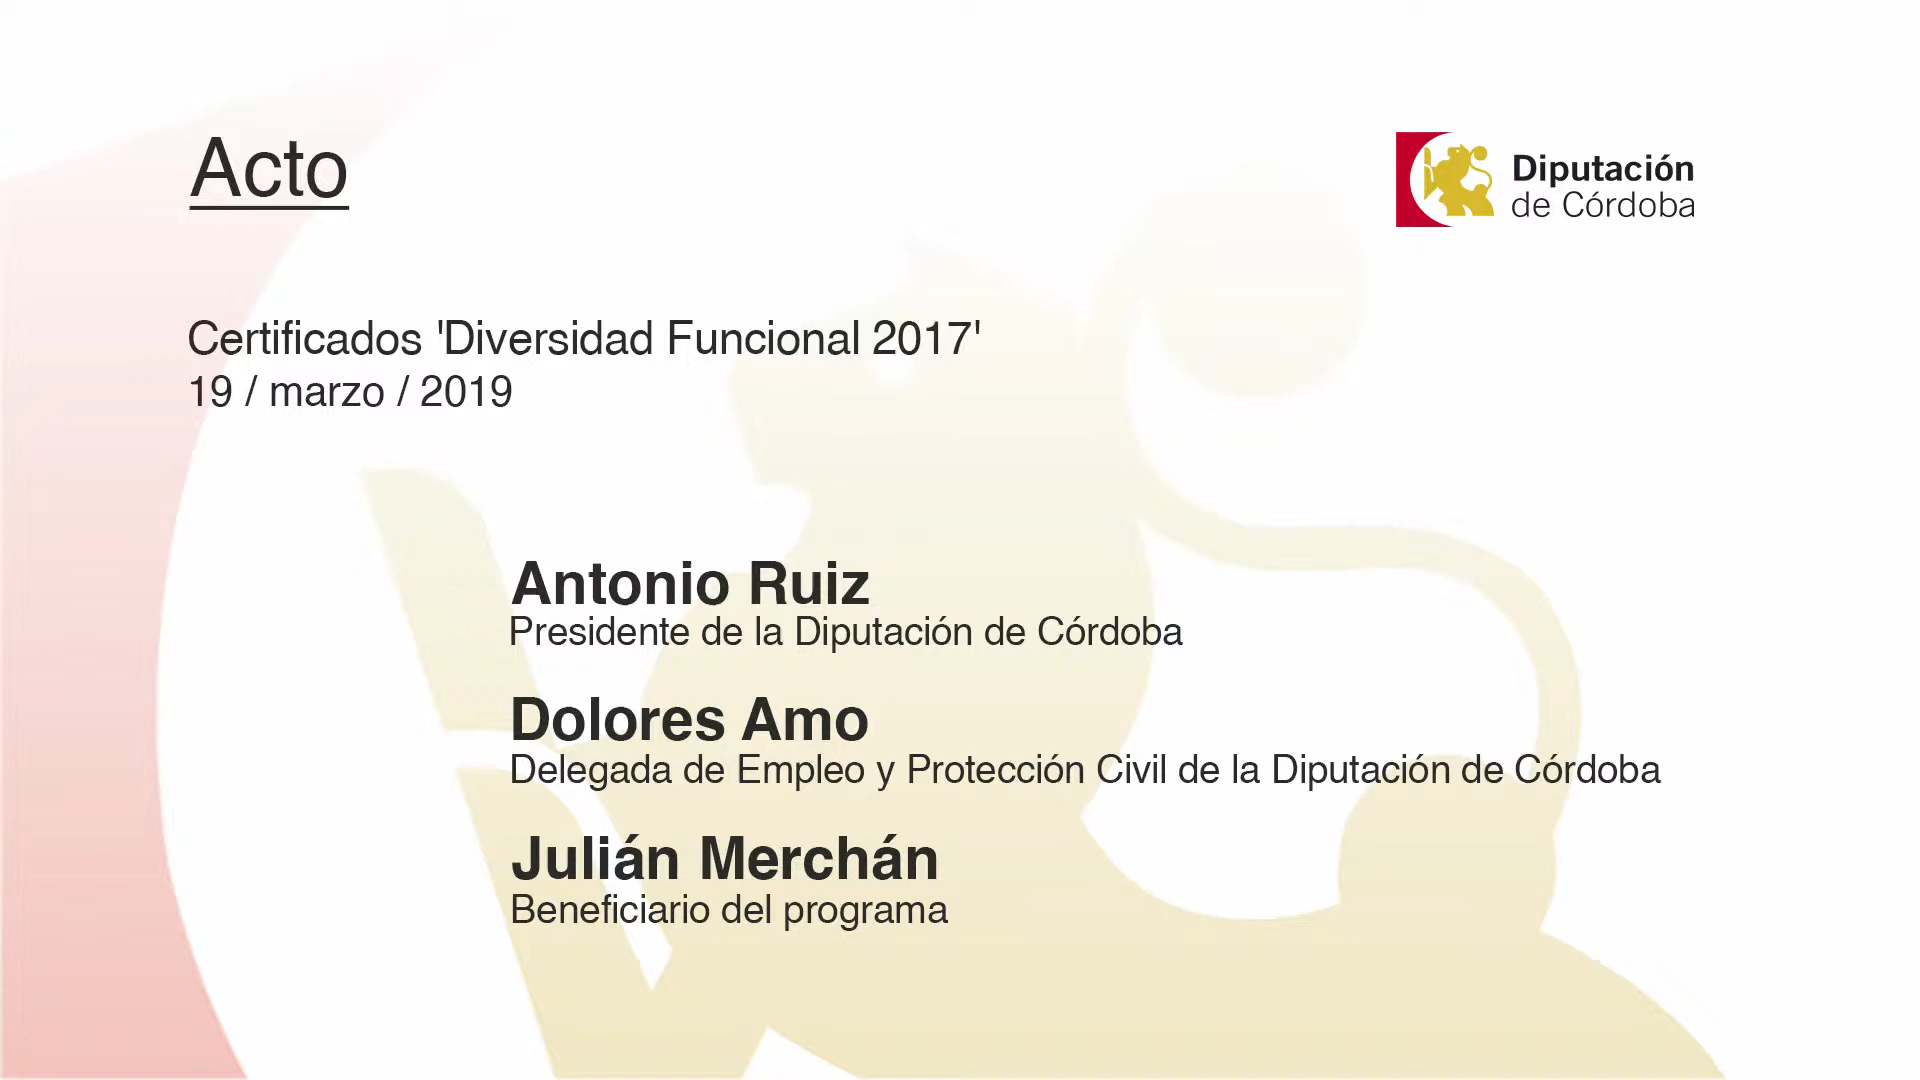 Acto
Diputación
de Córdoba
Certificados 'Diversidad Funcional 2017'
19 / marzo / 2019
Antonio Ruiz
Presidente de la Diputación de Córdoba
Dolores Amo
Delegada de Empleo y Protección Civil de la Diputación de Córdoba
Julián Merchán
Beneficiario del programa